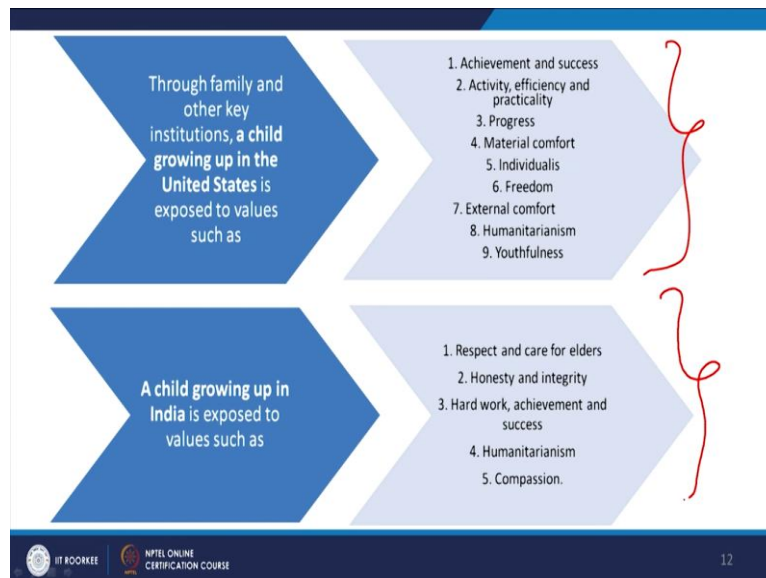 Through family and
other key
institutions, a child
growing up in the
United States is
exposed to values
such as
1. Achievement and success
2. Activity, efficiency and
practicality
3. Progress
4. Material comfort
5. Individualis
6. Freedom
7. External comfort
8. Humanitarianism
9. Youthfulness
A child growing up in
India is exposed to
values such as
1. Respect and care for elders
2. Honesty and integrity
3. Hard work, achievement and
success
4. Humanitarianism
5. Compassion.
IIT ROORKEE
NPTEL ONLINE
CERTIFICATION COURSE
12